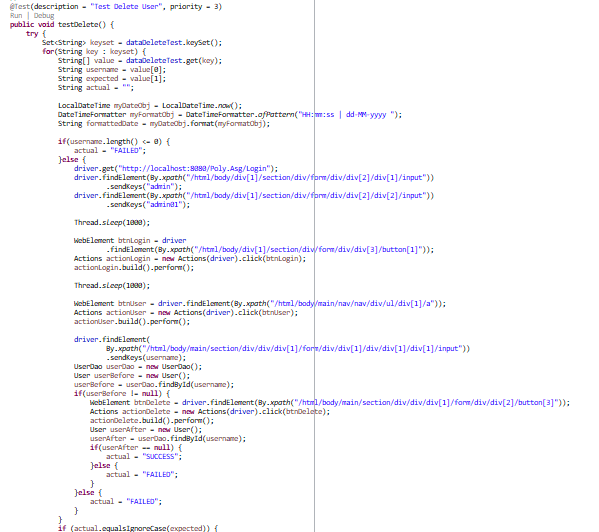 @Test(description = "Test Delete User", priority = 3)
Run | Debug
public void testDelete() {
try {
Set<String> keyset = dataDeleteTest.keySet();
for(String key : keyset) {
String[] value = dataDeleteTest.get(key);
String username = value[0];
String expected = value[1];
String actual = "";
LocalDateTime myDateObj = LocalDateTime.now();
DateTimeFormatter myFormatObj = DateTimeFormatter.ofPattern("HH:mm:ss | dd-MM-yyyy ");
String formattedDate = myDateObj.format(myFormatObj);
if(username.length() <= 0) {
actual = "FAILED";
}else {
driver.get("http://localhost:8080/Poly.Asg/Login");
driver.findElement(By.xpath("/html/body/div[1]/section/div/form/div/div[2]/div[1]/input"))
.sendKeys("admin");
driver.findElement(By.xpath("/html/body/div[1]/section/div/form/div/div[2]/div[2]/input"))
.sendKeys("admin01");
Thread.sleep(1000);
WebElement btnLogin = driver
.findElement(By.xpath("/html/body/div[1]/section/div/form/div/div[3]/button[1]"));
Actions actionLogin = new Actions(driver).click(btnLogin);
actionLogin.build().perform();
Thread.sleep(1000);
WebElement btnUser = driver.findElement(By.xpath("/html/body/main/nav/nav/div/ul/div[1]/a"));
Actions actionUser = new Actions(driver).click(btnUser);
actionUser.build().perform();
driver.findElement(
By.xpath("/html/body/main/section/div/div/div[1]/form/div/div[1]/div/div[1]/div[1]/input"))
.sendKeys(username);
UserDao userDao = new UserDao();
User userBefore = new User();
userBefore = userDao.findById(username);
if(userBefore != null) {
WebElement btnDelete = driver.findElement(By.xpath("/html/body/main/section/div/div/div[1]/form/div/div[2]/button[3]"));
Actions actionDelete = new Actions(driver).click(btnDelete);
actionDelete.build().perform();
User userAfter = new User();
userAfter = userDao.findById(username);
if(userAfter == null) {
actual = "SUCCESS";
}else {
actual = "FAILED";
}
}else {
actual = "FAILED";
}
}
if (actual.equalsIgnoreCase(expected)) {